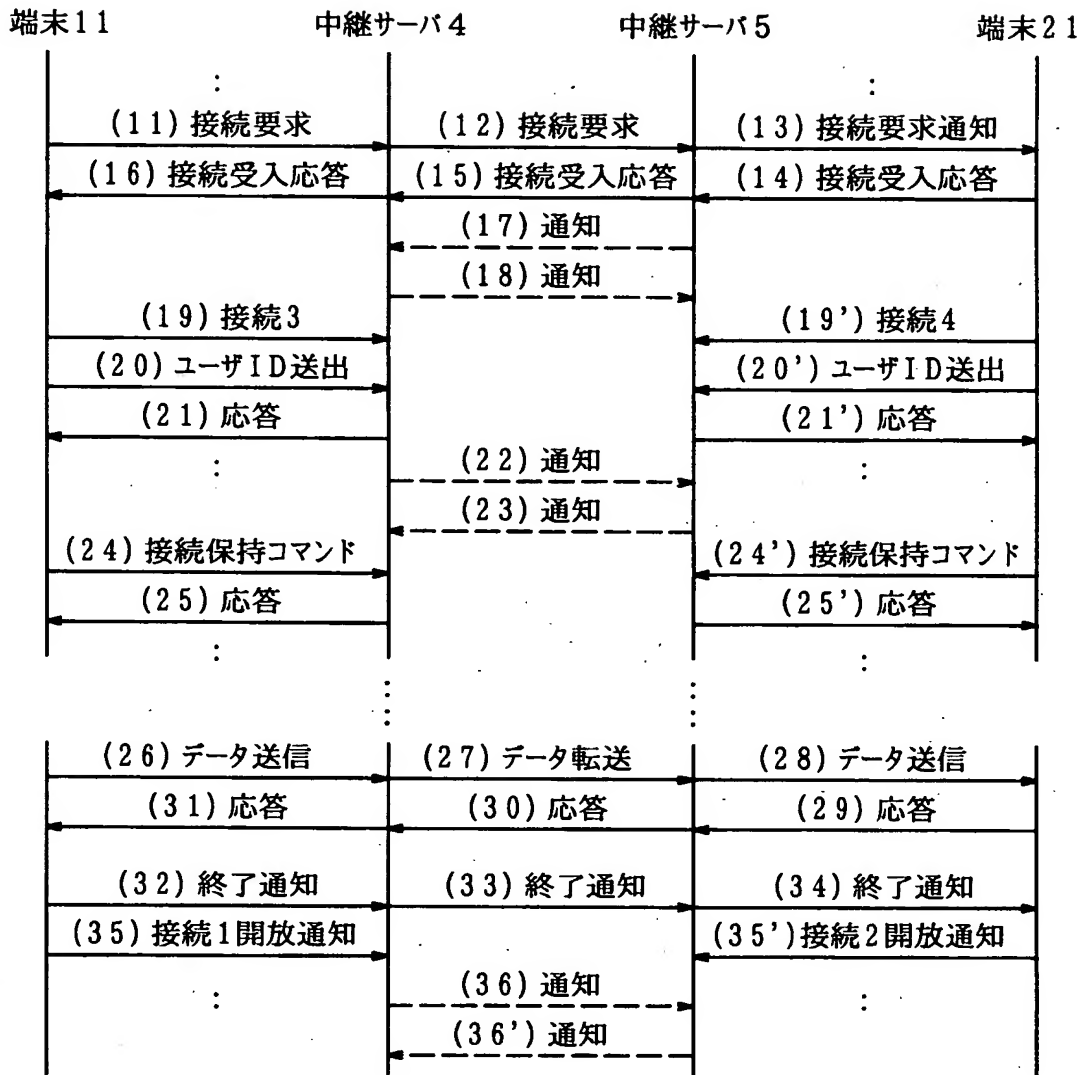 端末11 中継サーバ4 中継サーバ5 端末21
(11)接続要求 (12)接続要求 (13)接続要求通知
(16)接続受入応答 (15)接続受入応答 (14)接続受入応答
(17)通知
(18)通知
(19)接続3 (19')接続4
(20)ユーザID送出 (20')ユーザID送出
(21)応答 (21')応答
(22)通知
(23)通知
(24)接続保持コマンド (24')接続保持コマンド
(25)応答 (25')応答
(26)データ送信 (27)データ転送 (28)データ送信
(31)応答 (30)応答 (29)応答
(32)終了通知 (33)終了通知 (34)終了通知
(35)接続1開放通知 (35')接続2開放通知
(36)通知
(36')通知